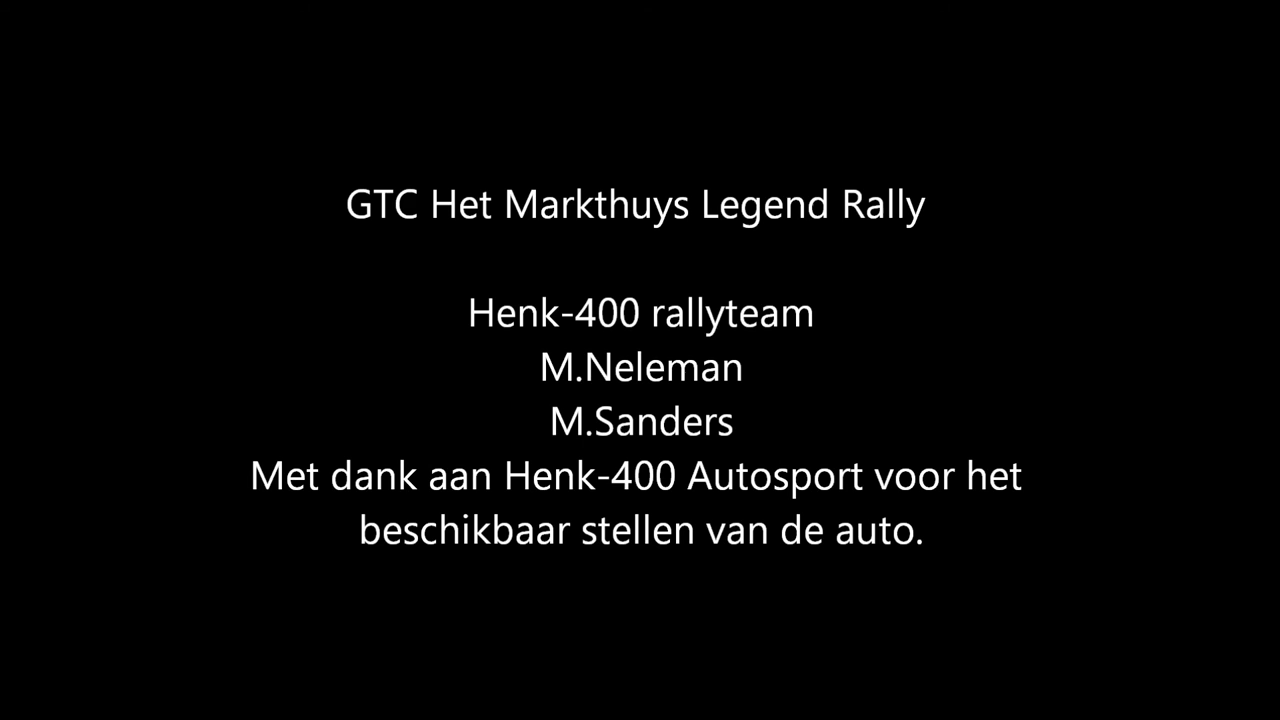 GTC Het Markthuys Legend Rally
Henk-400 rallyteam
M.Neleman
M.Sanders
Met dank aan Henk-400 Autosport voor het
beschikbaar stellen van de auto.